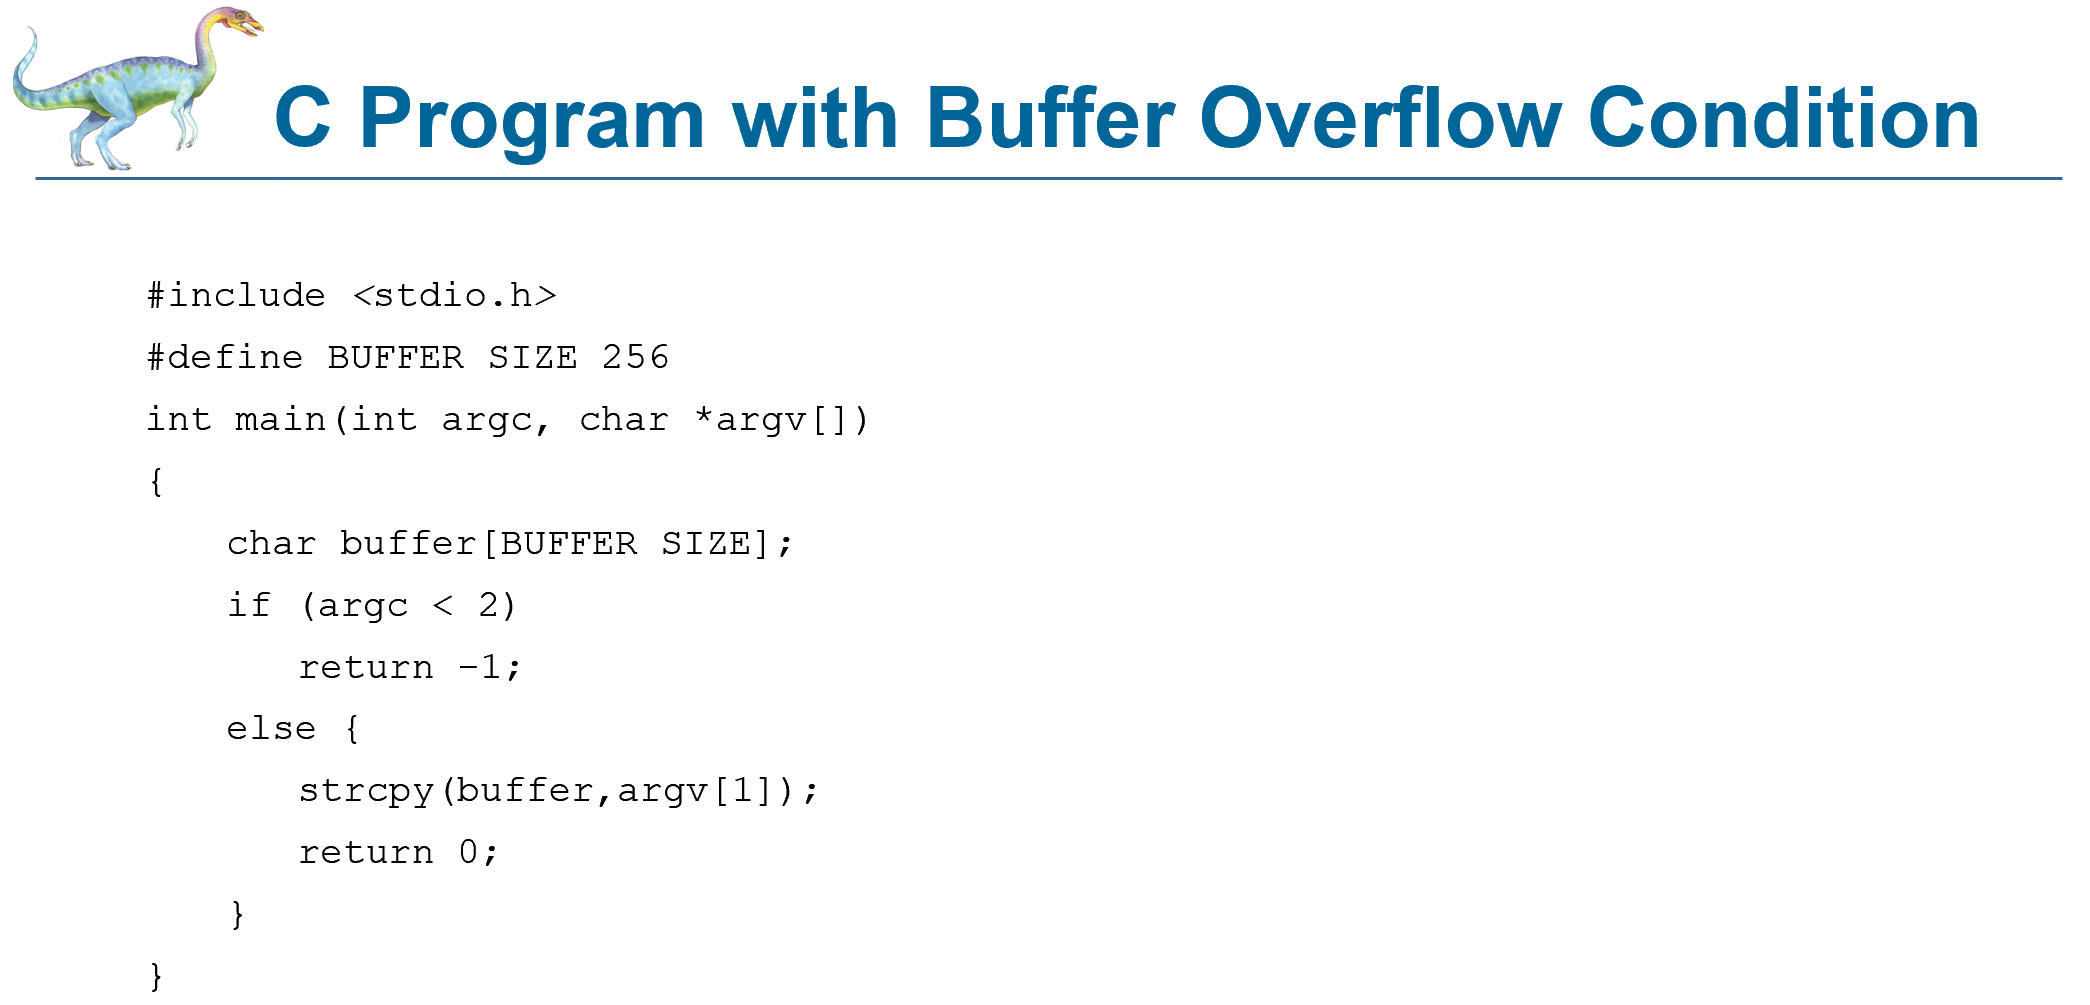 C Program with Buffer Overflow Condition
#include <stdio.h>
#define BUFFER SIZE 256
int main(int argc, char *argv[])
{
char buffer[BUFFER SIZE];
if (argc < 2)
return -1;
else {
strcpy(buffer,argv[1]);
return 0;
}
}